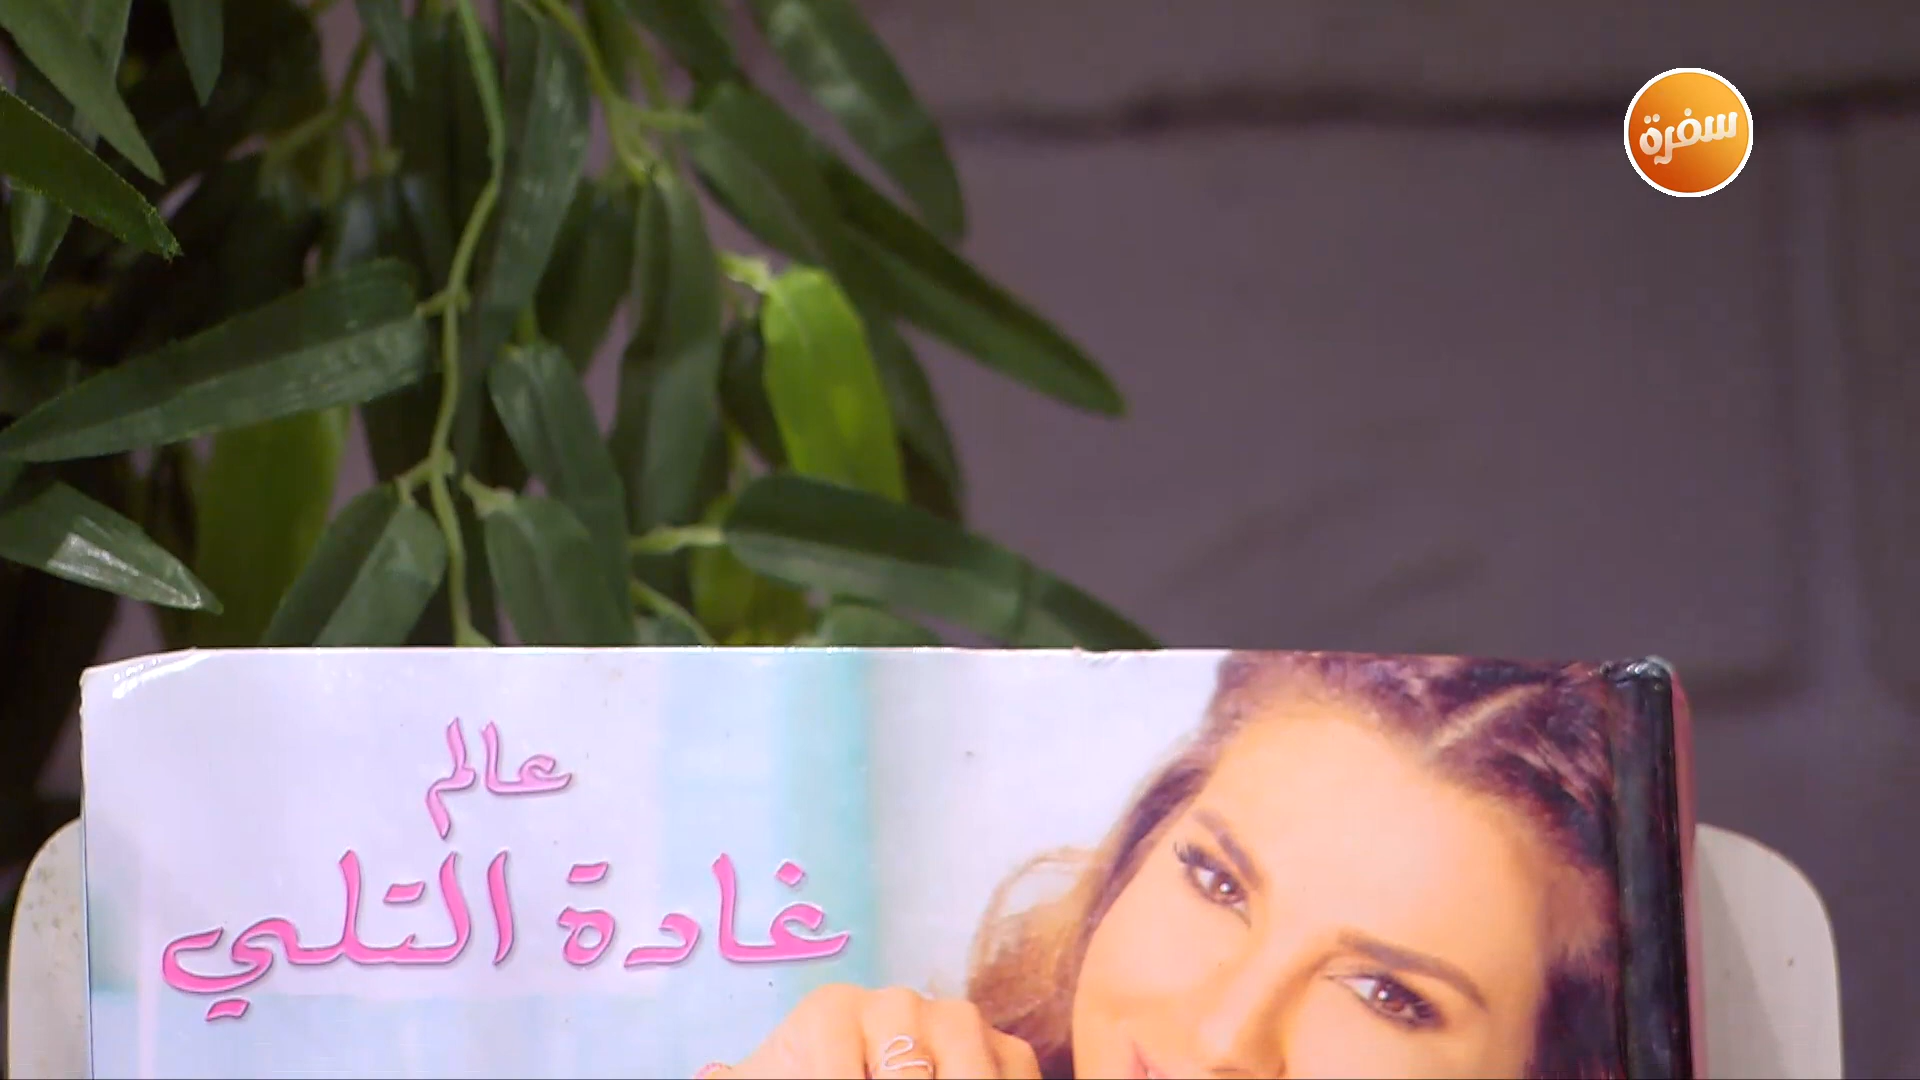 سفرة
عالم
غادة التلي